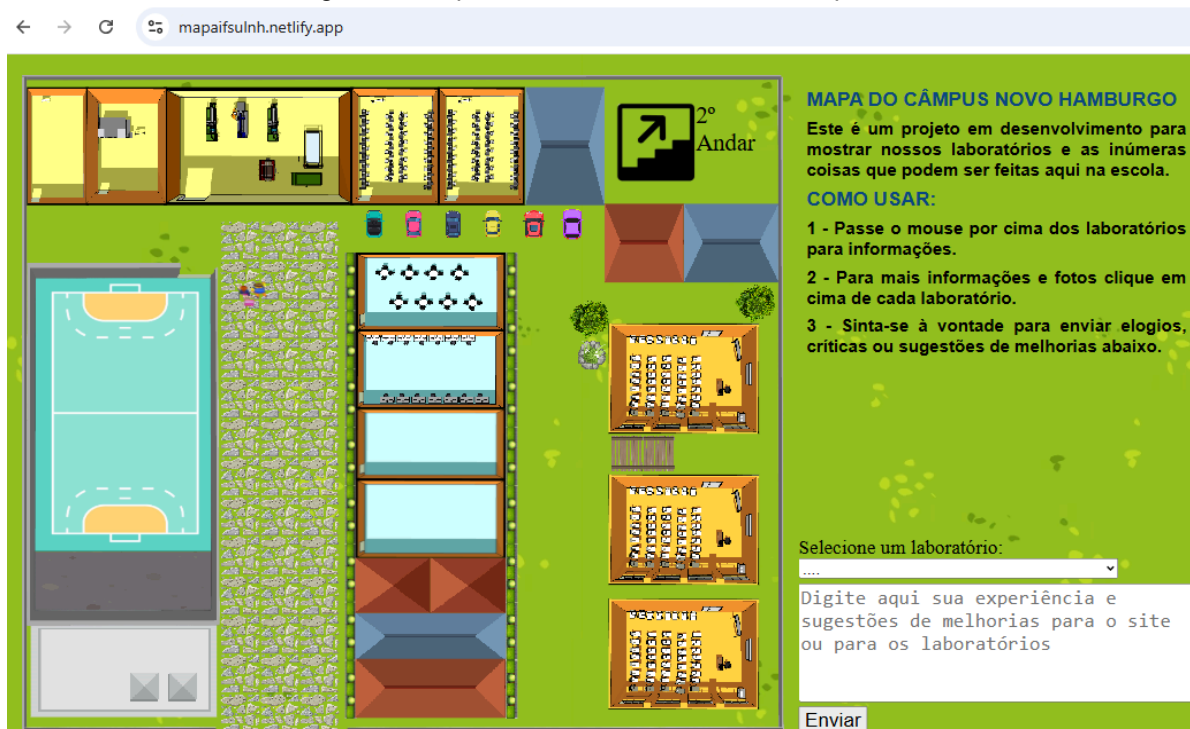 mapaifsulnh.netlify.app
2º
Andar
MAPA DO CÂMPUS NOVO HAMBURGO
Este é um projeto em desenvolvimento para
mostrar nossos laboratórios e as inúmeras
coisas que podem ser feitas aqui na escola.
COMO USAR:
1 - Passe o mouse por cima dos laboratórios
para informações.
2 - Para mais informações e fotos clique em
cima de cada laboratório.
3 - Sinta-se à vontade para enviar elogios,
críticas ou sugestões de melhorias abaixo.
Selecione um laboratório:
....
Digite aqui sua experiência e
sugestões de melhorias para o site
ou para os laboratórios
Enviar